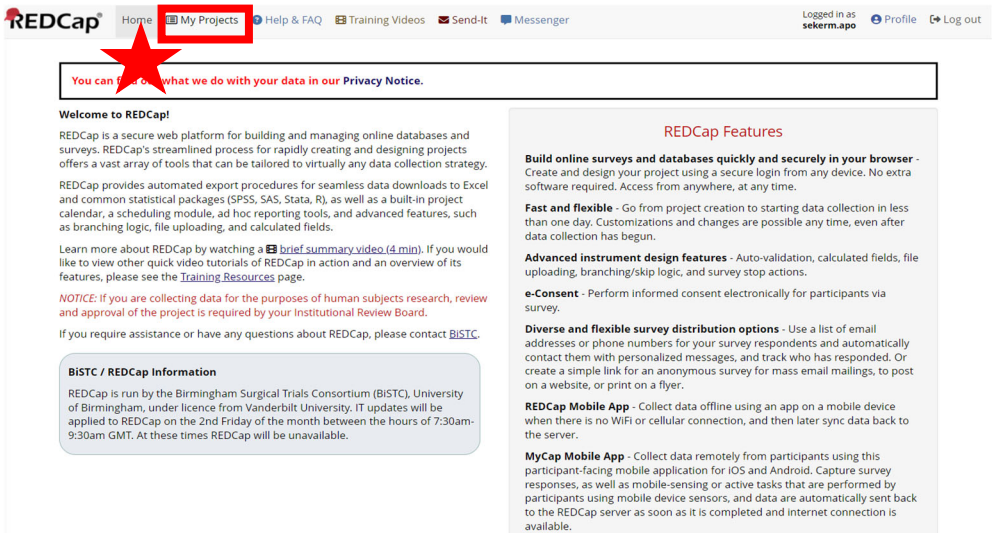 REDCap Home My Projects Help & FAQ Training Videos Send-It Messenger Logged in as sekerm.apo Profile Log out
You can what we do with your data in our Privacy Notice.
Welcome to REDCap!
REDCap is a secure web platform for building and managing online databases and
surveys. REDCap's streamlined process for rapidly creating and designing projects
offers a vast array of tools that can be tailored to virtually any data collection strategy.
REDCap provides automated export procedures for seamless data downloads to Excel
and common statistical packages (SPSS, SAS, Stata, R), as well as a built-in project
calendar, a scheduling module, ad hoc reporting tools, and advanced features, such
as branching logic, file uploading, and calculated fields.
Learn more about REDCap by watching a brief summary video (4 min). If you would
like to view other quick video tutorials of REDCap in action and an overview of its
features, please see the Training Resources page.
NOTICE: If you are collecting data for the purposes of human subjects research, review
and approval of the project is required by your Institutional Review Board.
If you require assistance or have any questions about REDCap, please contact BiSTC.
BiSTC / REDCap Information
REDCap is run by the Birmingham Surgical Trials Consortium (BiSTC), University
of Birmingham, under licence from Vanderbilt University. IT updates will be
applied to REDCap on the 2nd Friday of the month between the hours of 7:30am-
9:30am GMT. At these times REDCap will be unavailable.
REDCap Features
Build online surveys and databases quickly and securely in your browser -
Create and design your project using a secure login from any device. No extra
software required. Access from anywhere, at any time.
Fast and flexible - Go from project creation to starting data collection in less
than one day. Customizations and changes are possible any time, even after
data collection has begun.
Advanced instrument design features - Auto-validation, calculated fields, file
uploading, branching/skip logic, and survey stop actions.
e-Consent - Perform informed consent electronically for participants via
survey.
Diverse and flexible survey distribution options - Use a list of email
addresses or phone numbers for your survey respondents and automatically
contact them with personalized messages, and track who has responded. Or
create a simple link for an anonymous survey for mass email mailings, to post
on a website, or print on a flyer.
REDCap Mobile App - Collect data offline using an app on a mobile device
when there is no WiFi or cellular connection, and then later sync data back to
the server.
MyCap Mobile App - Collect data remotely from participants using this
participant-facing mobile application for iOS and Android. Capture survey
responses, as well as mobile-sensing or active tasks that are performed by
participants using mobile device sensors, and data are automatically sent back
to the REDCap server as soon as it is completed and internet connection is
available.